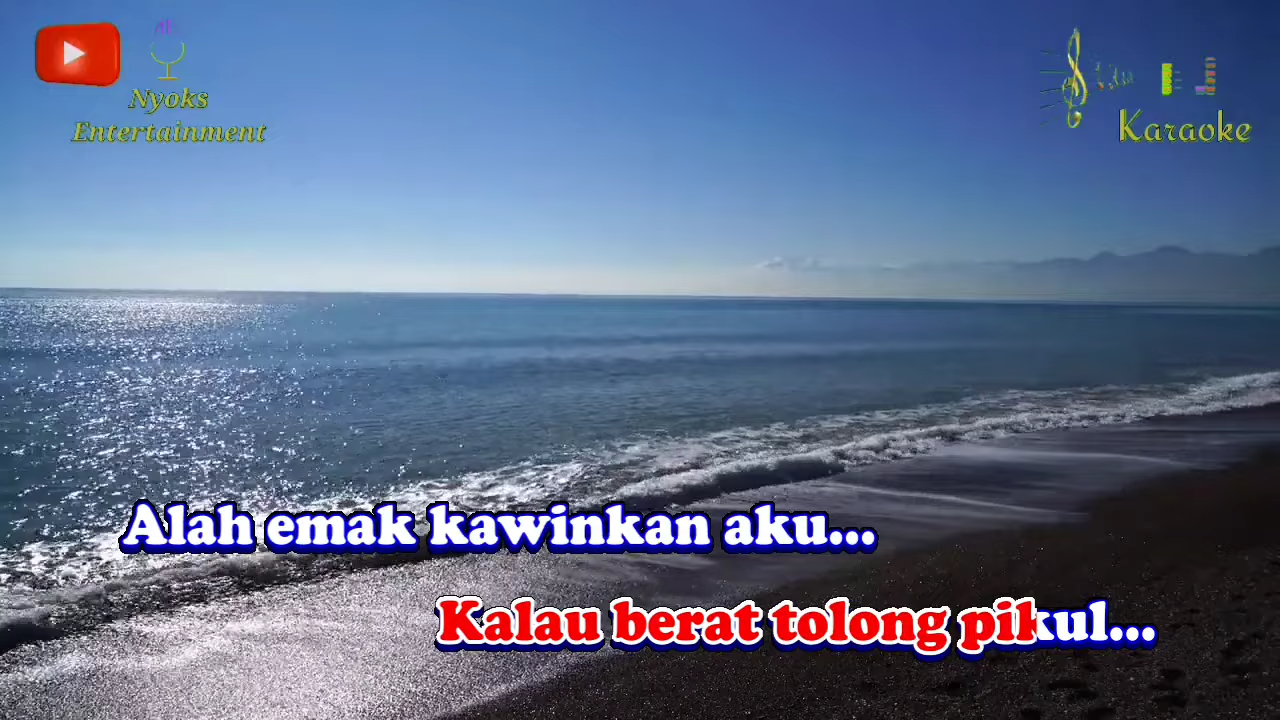 Nyoks
Entertainment
Karaoke
Alah emak kawinkan aku...
Kalau berat tolong pikul...